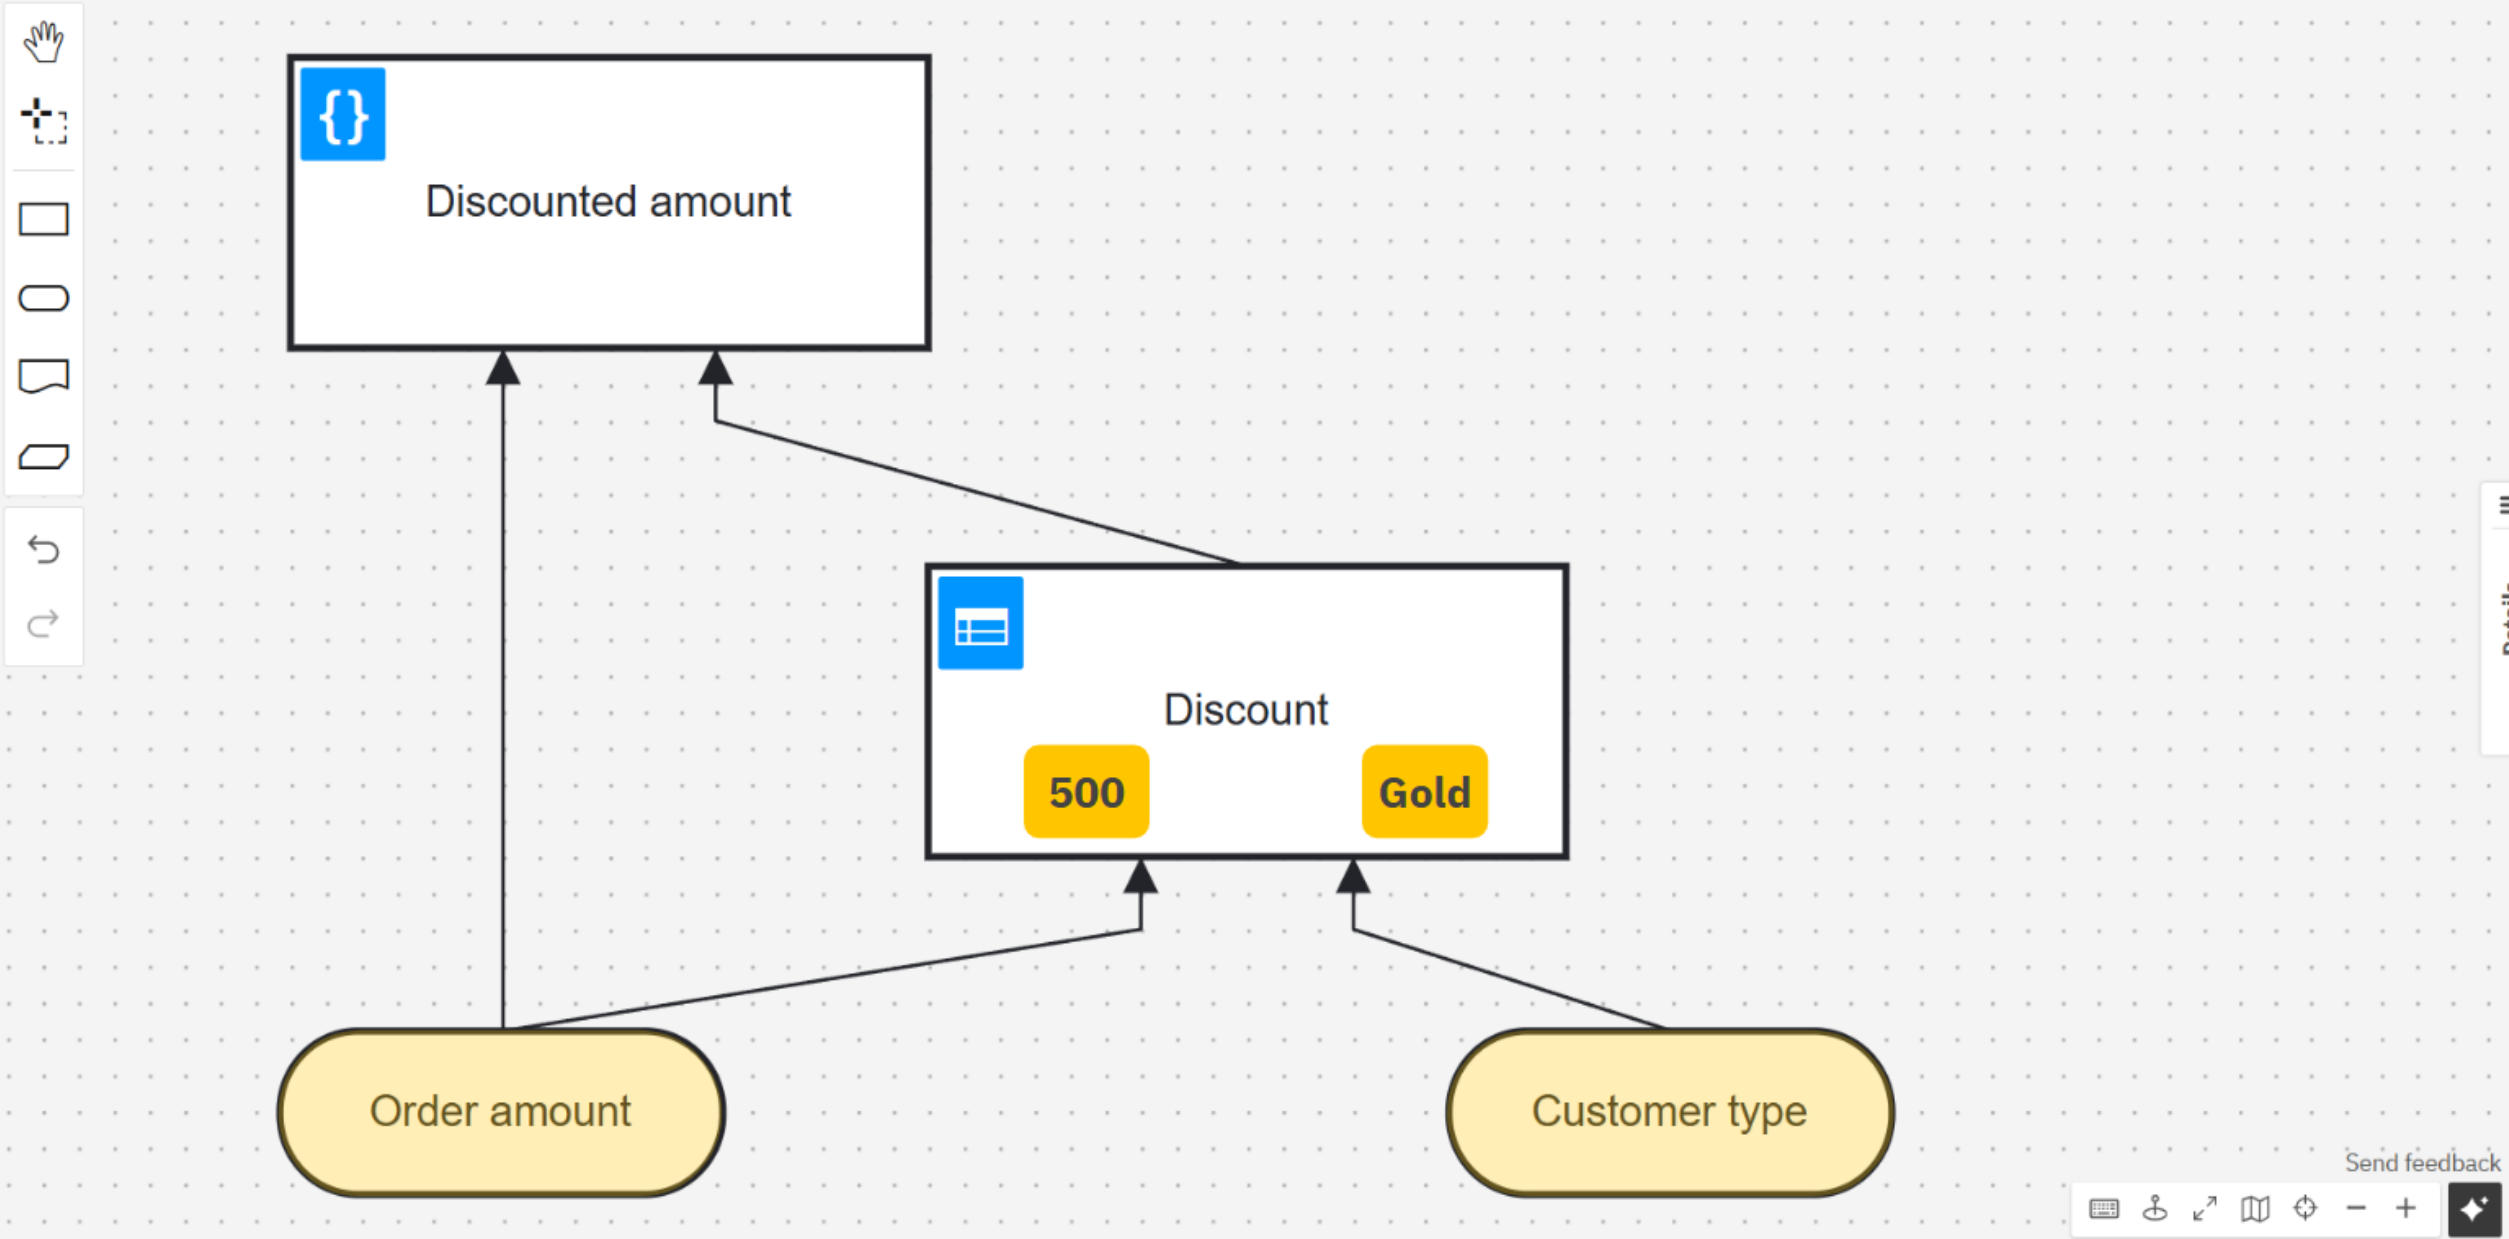 {}
Discounted amount
Discount
500
Gold
Order amount
Customer type
Send feedback